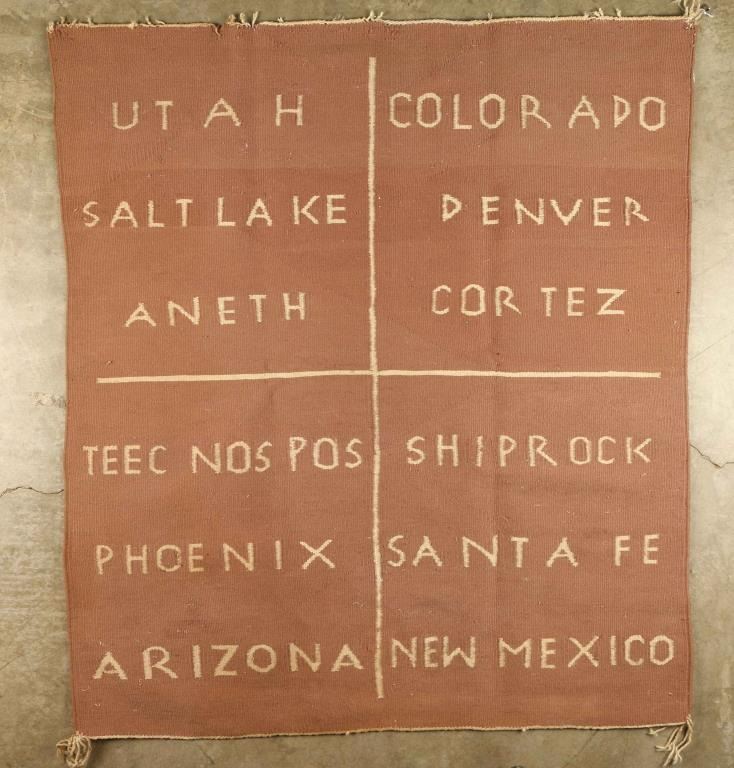 UTAH
SALT LAKE
ANETH
COLORADO
DENVER
CORTEZ
TEEC NOS POS
PHOENIX
ARIZONA
SHIPROCK
SANTA FE
NEW MEXICO